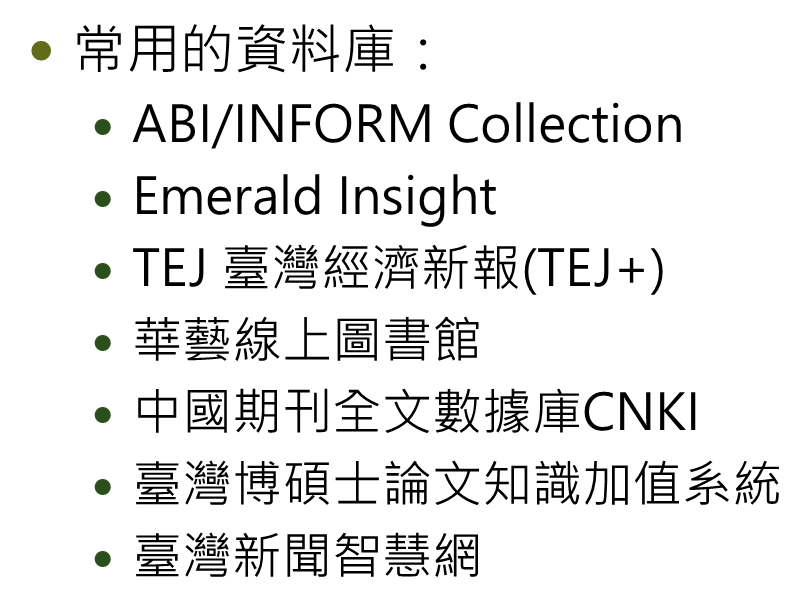 • 常用的資料庫：
• ABI/INFORM Collection
• Emerald Insight
• TEJ 臺灣經濟新報(TEJ+)
• 華藝線上圖書館
• 中國期刊全文數據庫CNKI
• 臺灣博碩士論文知識加值系統
• 臺灣新聞智慧網